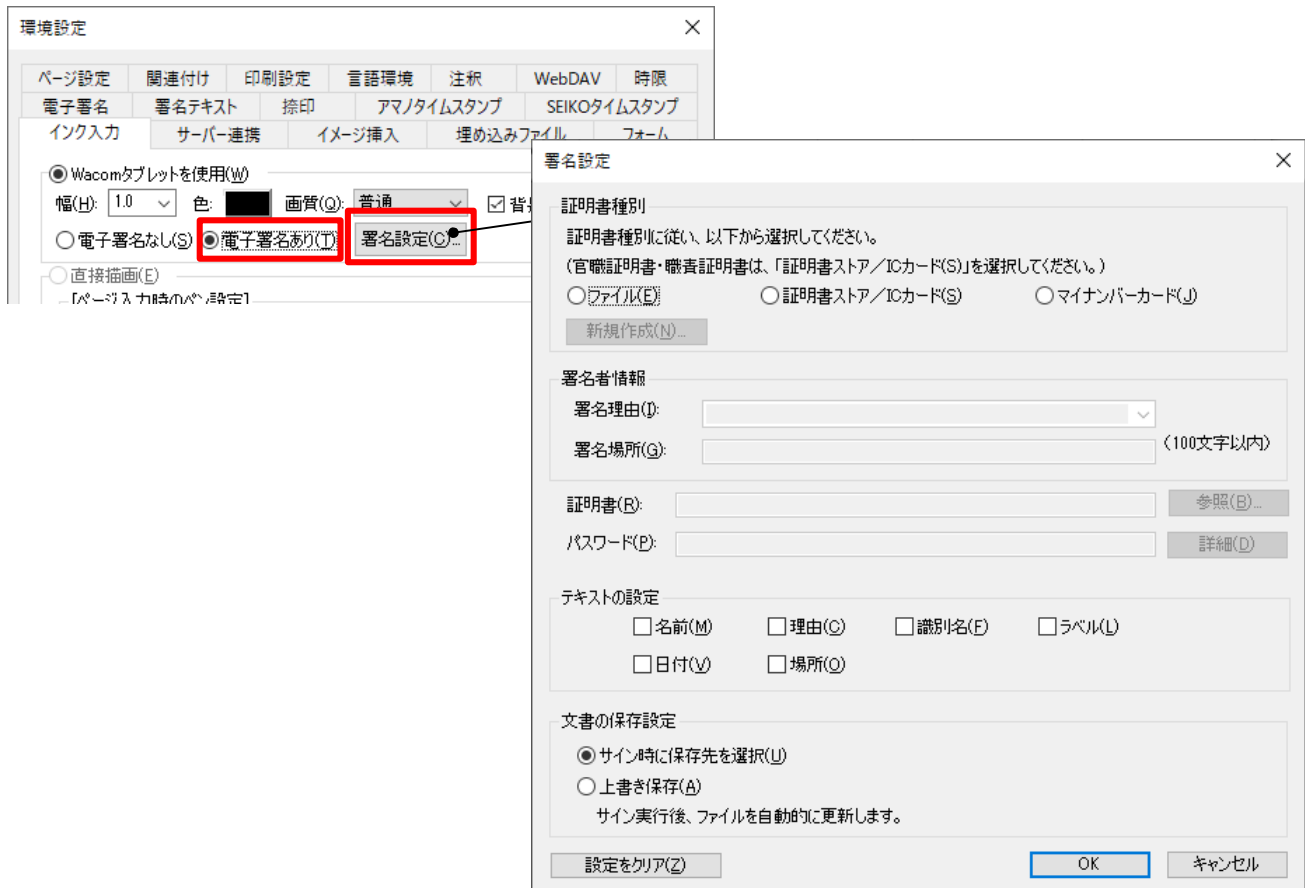 環境設定
ページ設定 関連付け 印刷設定 言語環境 注釈 WebDAV 時限
電子署名 署名テキスト 捺印 アマノタイムスタンプ SEIKOタイムスタンプ
インク入力 サーバー連携 イメージ挿入 埋め込みファイル フォーム
Wacomタブレットを使用(W)
幅(H): 1.0 色: 画質(Q): 普通 背
電子署名なし(S) 電子署名あり(T) 署名設定(C)...
直接描画(E)
[ページ入力時のペン設定]
署名設定
証明書種別
証明書種別に従い、以下から選択してください。
(官職証明書・職責証明書は、「証明書ストア／ICカード(S)」を選択してください。)
ファイル(E) 証明書ストア／ICカード(S) マイナンバーカード(J)
新規作成(N)...
署名者情報
署名理由(I):
署名場所(G): (100文字以内)
証明書(R): 参照(B)...
パスワード(P): 詳細(D)
テキストの設定
名前(M) 理由(C) 識別名(F) ラベル(L)
日付(V) 場所(O)
文書の保存設定
サイン時に保存先を選択(U)
上書き保存(A)
サイン実行後、ファイルを自動的に更新します。
設定をクリア(Z) OK キャンセル